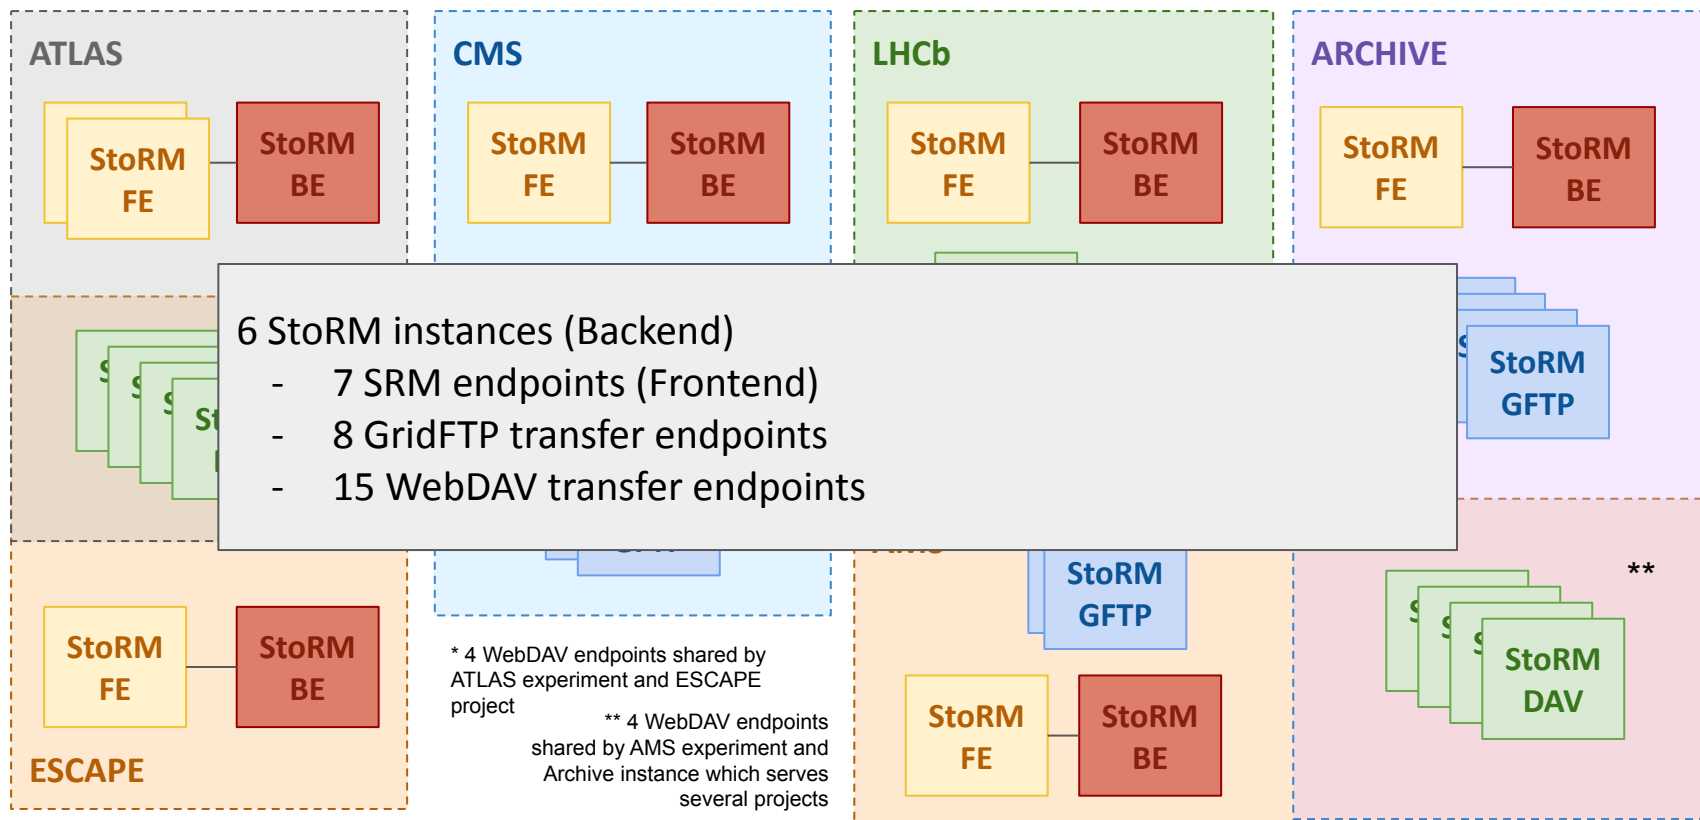 ATLAS
StoRM
FE
StoRM
BE
CMS
StoRM
FE
StoRM
BE
LHCb
StoRM
FE
StoRM
BE
ARCHIVE
StoRM
FE
StoRM
BE
6 StoRM instances (Backend)
- 7 SRM endpoints (Frontend)
- 8 GridFTP transfer endpoints
- 15 WebDAV transfer endpoints
StoRM
GFTP
StoRM
GFTP
**
StoRM
DAV
StoRM
FE
StoRM
BE
ESCAPE
* 4 WebDAV endpoints shared by
ATLAS experiment and ESCAPE
project
** 4 WebDAV endpoints
shared by AMS experiment and
Archive instance which serves
several projects
StoRM
FE
StoRM
BE